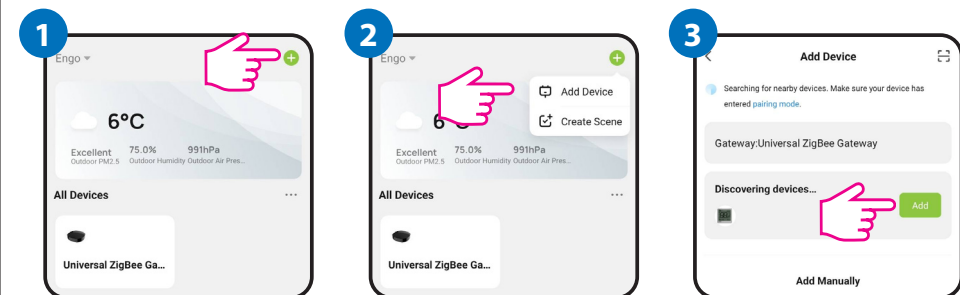 1
Engo
6°C
Excellent 75.0% 991hPa
Outdoor PM2.5 Outdoor Humidity Outdoor Air Pres...
All Devices
Universal ZigBee Ga...
2
Engo
Add Device
Create Scene
Excellent 75.0% 991hPa
Outdoor PM2.5 Outdoor Humidity Outdoor Air Pres...
All Devices
Universal ZigBee Ga...
3
Add Device
Searching for nearby devices. Make sure your device has
entered pairing mode.
Gateway:Universal ZigBee Gateway
Discovering devices...
Add
Add Manually